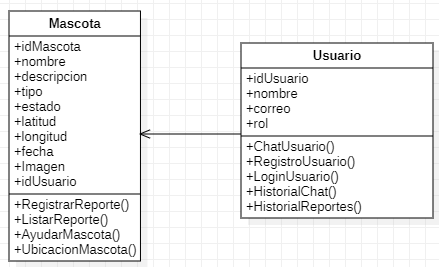 Mascota
+idMascota
+nombre
+descripcion
+tipo
+estado
+latitud
+longitud
+fecha
+Imagen
+idUsuario
+RegistrarReporte()
+ListarReporte()
+AyudarMascota()
+UbicacionMascota()
Usuario
+idUsuario
+nombre
+correo
+rol
+ChatUsuario()
+RegistroUsuario()
+LoginUsuario()
+HistorialChat()
+HistorialReportes()